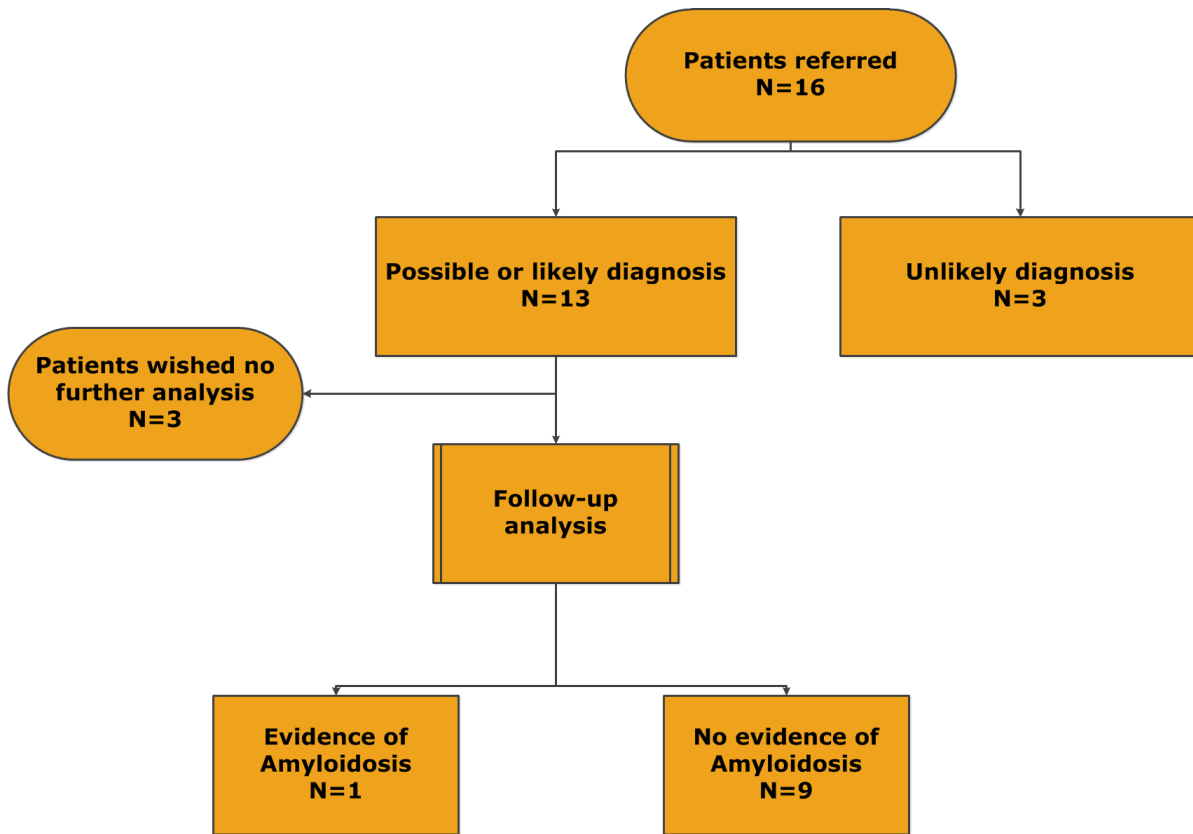 Patients referred
N=16
Possible or likely diagnosis
N=13
Unlikely diagnosis
N=3
Patients wished no
further analysis
N=3
Follow-up
analysis
Evidence of
Amyloidosis
N=1
No evidence of
Amyloidosis
N=9